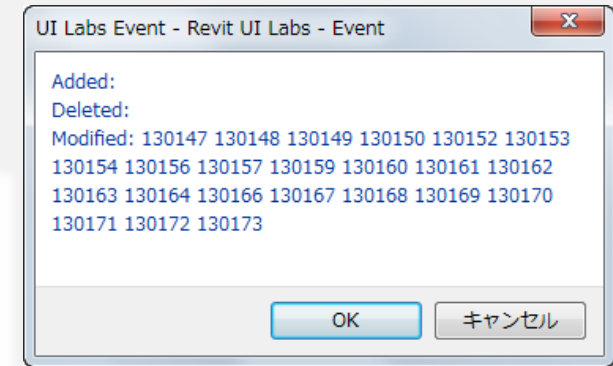 UI Labs Event - Revit UI Labs - Event
Added:
Deleted:
Modified: 130147 130148 130149 130150 130152 130153
130154 130156 130157 130159 130160 130161 130162
130163 130164 130166 130167 130168 130169 130170
130171 130172 130173
OK
キャンセル